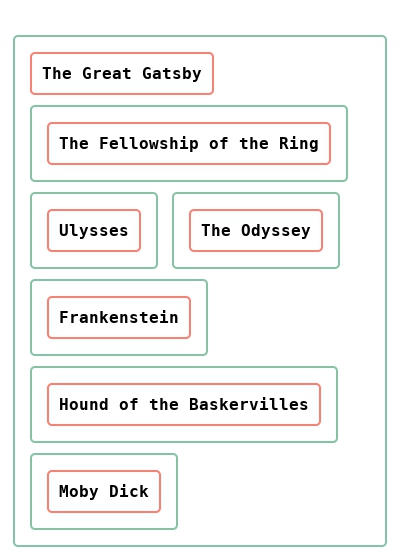 The Great Gatsby
The Fellowship of the Ring
Ulysses The Odyssey
Frankenstein
Hound of the Baskervilles
Moby Dick